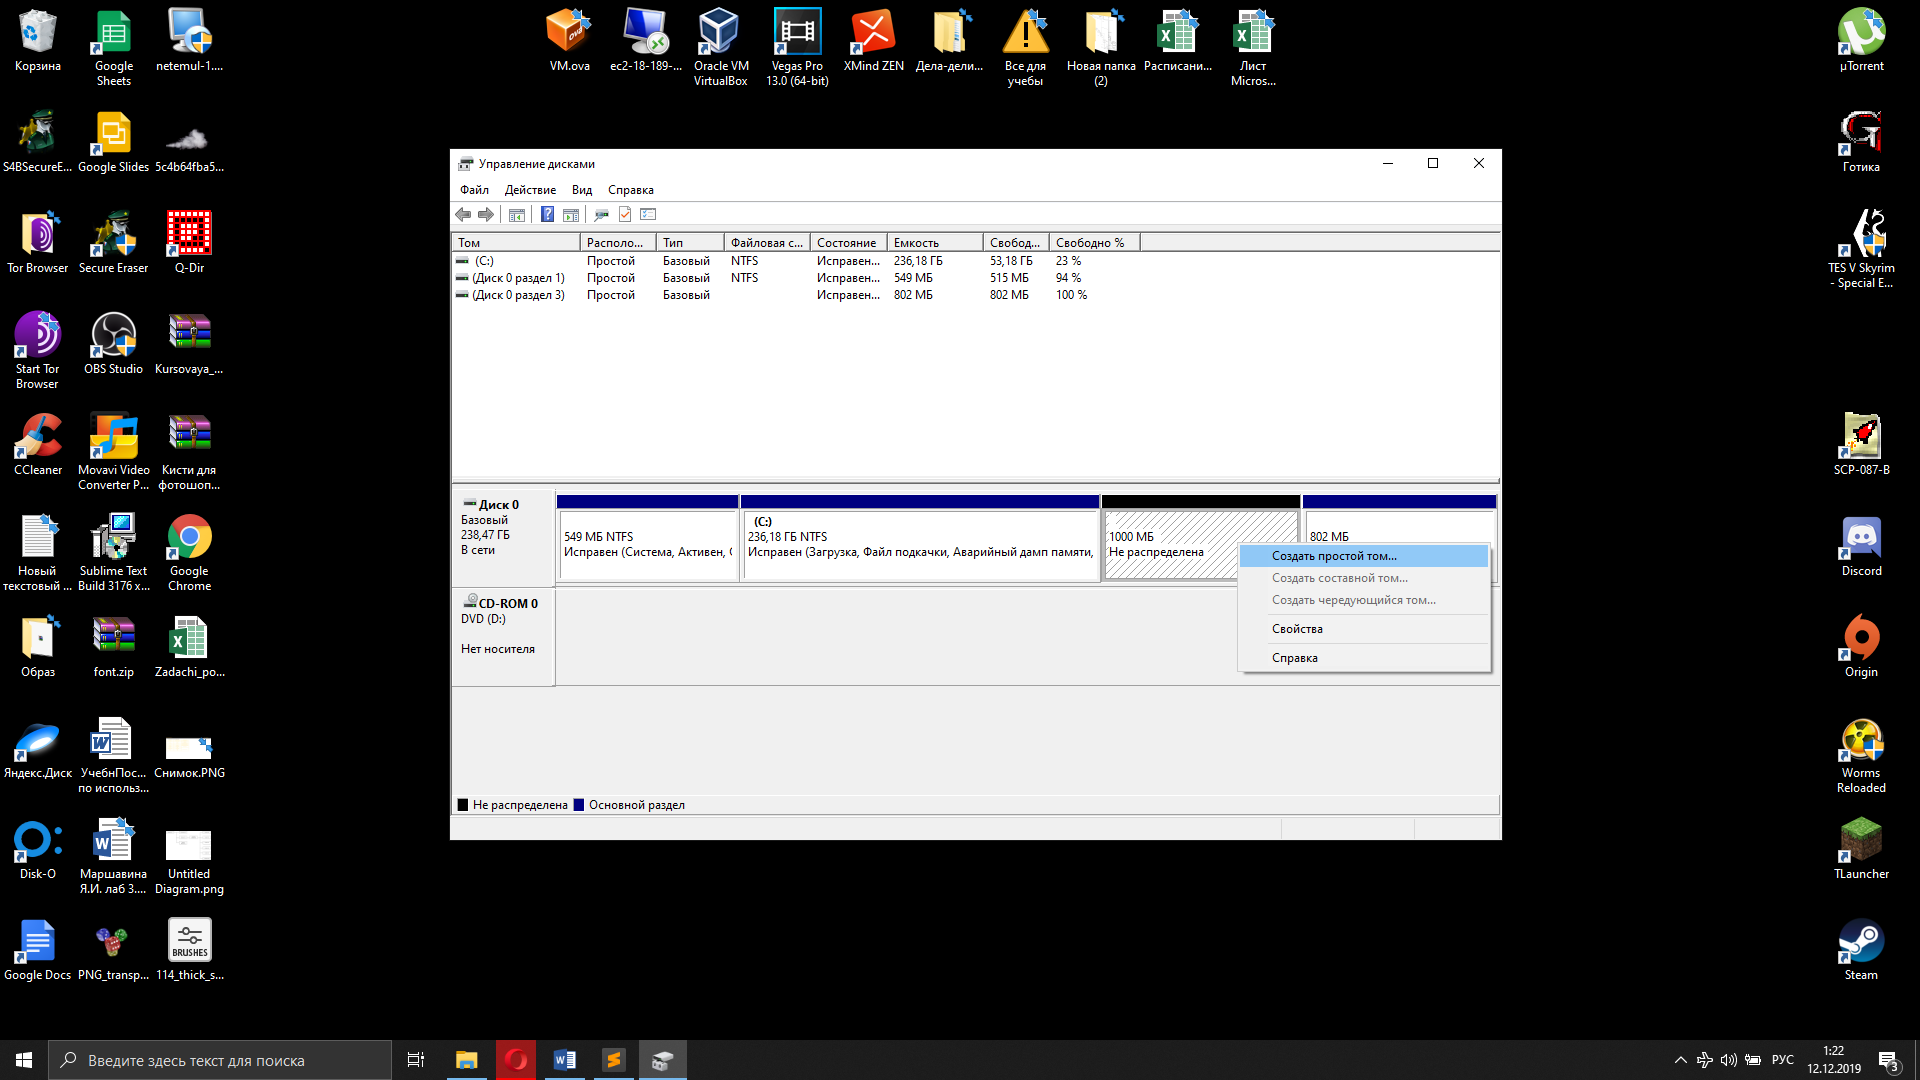 Корзина
Google
Sheets
netemul-1....
VM.ova
ec2-18-189-...
Oracle VM
VirtualBox
Vegas Pro
13.0 (64-bit)
XMind ZEN
Дела-дели...
Все для
учебы
Новая папка
(2)
Расписани...
Лист
Micros...
µTorrent
S4BSecureE...
Google Slides
5c4b64fba5...
Готика
Tor Browser
Secure Eraser
Q-Dir
TES V Skyrim
- Special E...
Start Tor
Browser
OBS Studio
Kursovaya_...
CCleaner
Movavi Video
Converter P...
Кисти для
фотошоп...
SCP-087-B
Новый
текстовый ...
Sublime Text
Build 3176 x...
Google
Chrome
Discord
Образ
font.zip
Zadachi_po...
Origin
Яндекс.Диск
УчебнПос...
по использ...
Снимок.PNG
Worms
Reloaded
Disk-O
Маршавина
Я.И. лаб 3....
Untitled
Diagram.png
TLauncher
Google Docs
PNG_transp...
BRUSHES
114_thick_s...
Steam
Управление дисками
Файл Действие Вид Справка
Том Располо... Тип Файловая с... Состояние Емкость Свобод... Свободно %
(C:) Простой Базовый NTFS Исправен... 236,18 ГБ 53,18 ГБ 23 %
(Диск 0 раздел 1) Простой Базовый NTFS Исправен... 549 МБ 515 МБ 94 %
(Диск 0 раздел 3) Простой Базовый Исправен... 802 МБ 802 МБ 100 %
Диск 0
Базовый
238,47 ГБ
В сети
549 МБ NTFS
Исправен (Система, Активен, 
(C:)
236,18 ГБ NTFS
Исправен (Загрузка, Файл подкачки, Аварийный дамп памяти,
1000 МБ
Не распределена
802 МБ
Создать простой том...
Создать составной том...
Создать чередующийся том...
Свойства
Справка
CD-ROM 0
DVD (D:)
Нет носителя
Не распределена Основной раздел
Введите здесь текст для поиска
РУС
1:22
12.12.2019
3